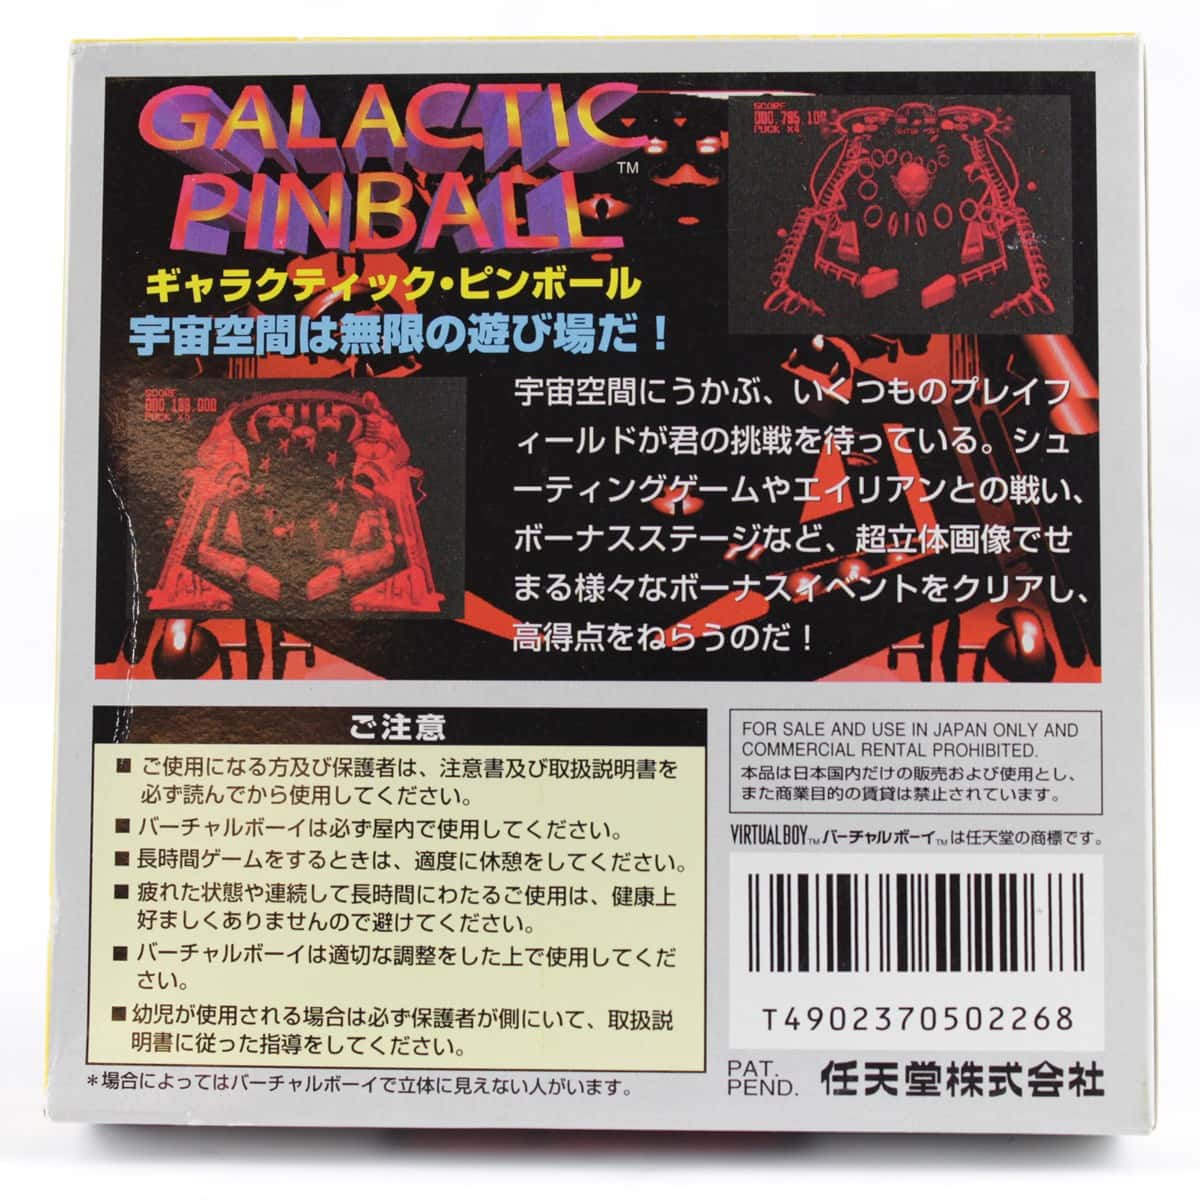 GALACTIC
PINBALL™
ギャラクティック・ピンボール
宇宙空間は無限の遊び場だ！
SCORE
000,795,100
PUCK X4
SCORE
000,188,000
PUCK X5
宇宙空間にうかぶ、いくつものプレイフ
ィールドが君の挑戦を待っている。シュ
ーティングゲームやエイリアンとの戦い、
ボーナスステージなど、超立体画像でせ
まる様々なボーナスイベントをクリアし、
高得点をねらうのだ！
ご注意
■ ご使用になる方及び保護者は、注意書及び取扱説明書を
必ず読んでから使用してください。
■ バーチャルボーイは必ず屋内で使用してください。
■ 長時間ゲームをするときは、適度に休憩をしてください。
■ 疲れた状態や連続して長時間にわたるご使用は、健康上
好ましくありませんので避けてください。
■ バーチャルボーイは適切な調整をした上で使用してくだ
さい。
■ 幼児が使用される場合は必ず保護者が側にいて、取扱説
明書に従った指導をしてください。
＊場合によってはバーチャルボーイで立体に見えない人がいます。
FOR SALE AND USE IN JAPAN ONLY AND
COMMERCIAL RENTAL PROHIBITED.
本品は日本国内だけの販売および使用とし、
また商業目的の賃貸は禁止されています。
VIRTUAL BOY™ バーチャルボーイ™は任天堂の商標です。
T4902370502268
PAT.
PEND.
任天堂株式会社